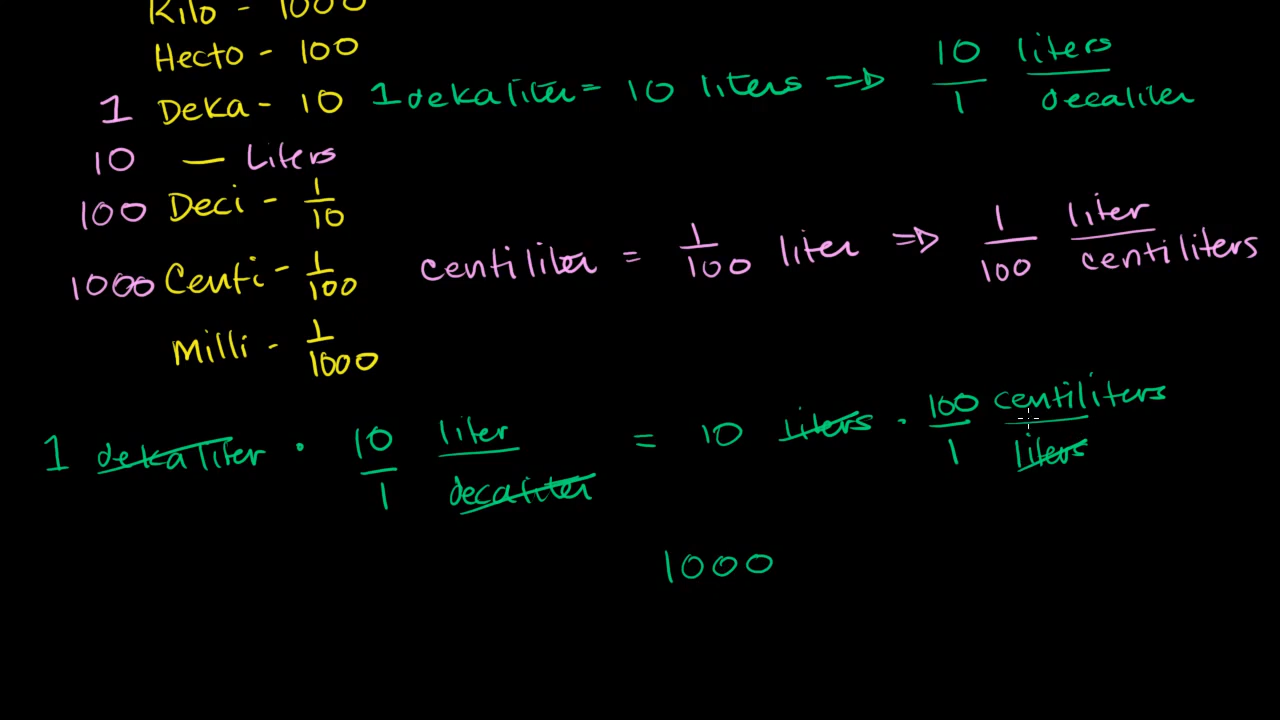 Kilo - 1000
Hecto - 100
1 Deka - 10 1 dekaliter = 10 liters ⇒ 10/1 liters/decaliter
10 — Liters
100 Deci - 1/10
1000 Centi - 1/100 centiliter = 1/100 liter ⇒ 1/100 liter/centiliters
Milli - 1/1000
1 dekaliter · 10/1 liter/decaliter = 10 liters · 100/1 centiliters/liters
1000